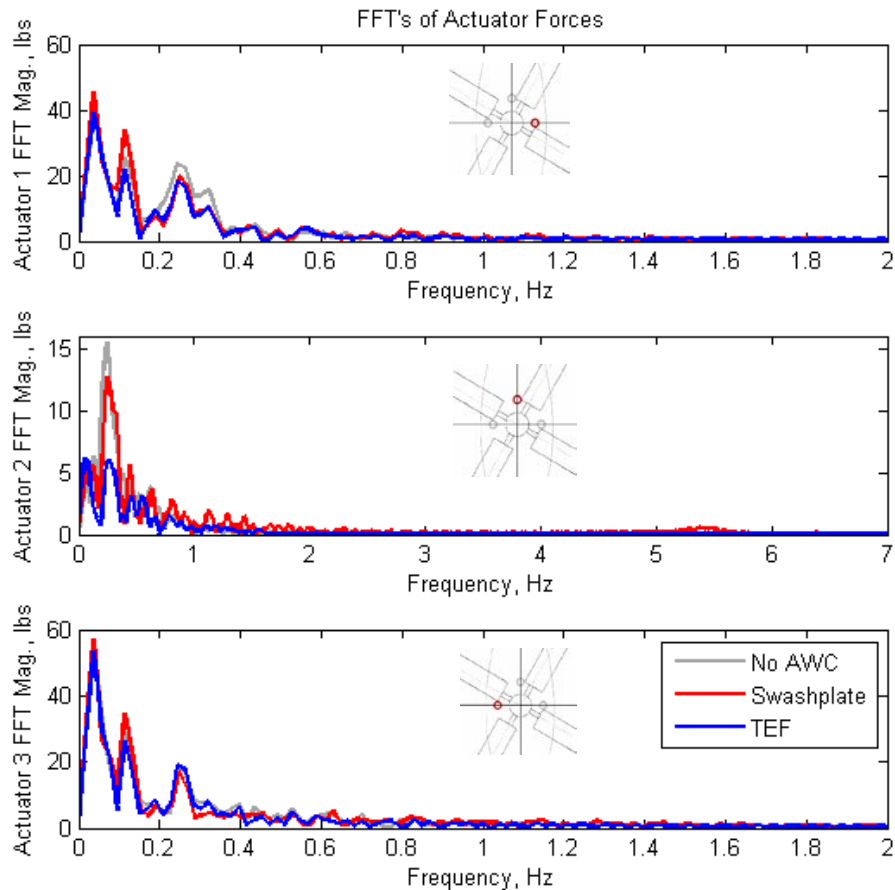 FFT's of Actuator Forces
Actuator 1 FFT Mag., lbs
60
40
20
0
0 0.2 0.4 0.6 0.8 1 1.2 1.4 1.6 1.8 2
Frequency, Hz
Actuator 2 FFT Mag., lbs
15
10
5
0
0 1 2 3 4 5 6 7
Frequency, Hz
Actuator 3 FFT Mag., lbs
60
40
20
0
0 0.2 0.4 0.6 0.8 1 1.2 1.4 1.6 1.8 2
Frequency, Hz
No AWC
Swashplate
TEF